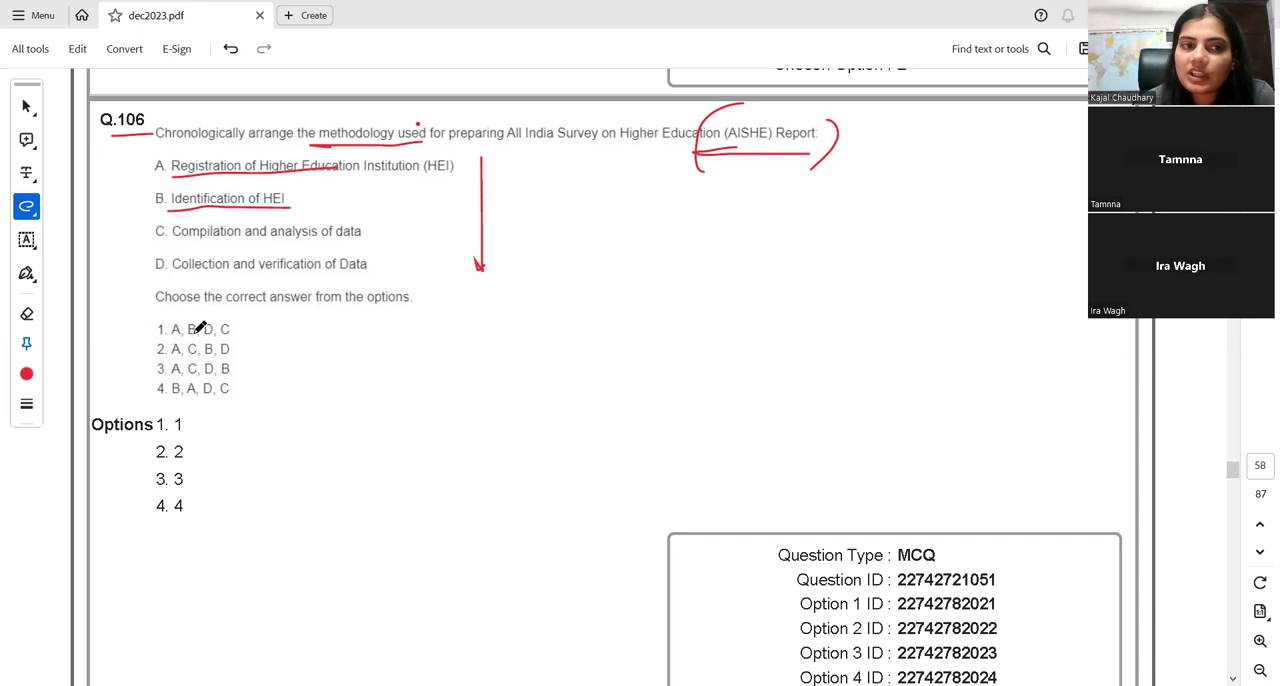 Menu
dec2023.pdf
Create
All tools
Edit
Convert
E-Sign
Find text or tools
Kajal Chaudhary
Tamnna
Tamnna
Ira Wagh
Ira Wagh
Q.106
Chronologically arrange the methodology used for preparing All India Survey on Higher Education (AISHE) Report:
A. Registration of Higher Education Institution (HEI)
B. Identification of HEI
C. Compilation and analysis of data
D. Collection and verification of Data
Choose the correct answer from the options.
1. A, B, D, C
2. A, C, B, D
3. A, C, D, B
4. B, A, D, C
Options 1. 1
2. 2
3. 3
4. 4
Question Type : MCQ
Question ID : 22742721051
Option 1 ID : 22742782021
Option 2 ID : 22742782022
Option 3 ID : 22742782023
Option 4 ID : 22742782024
58
87